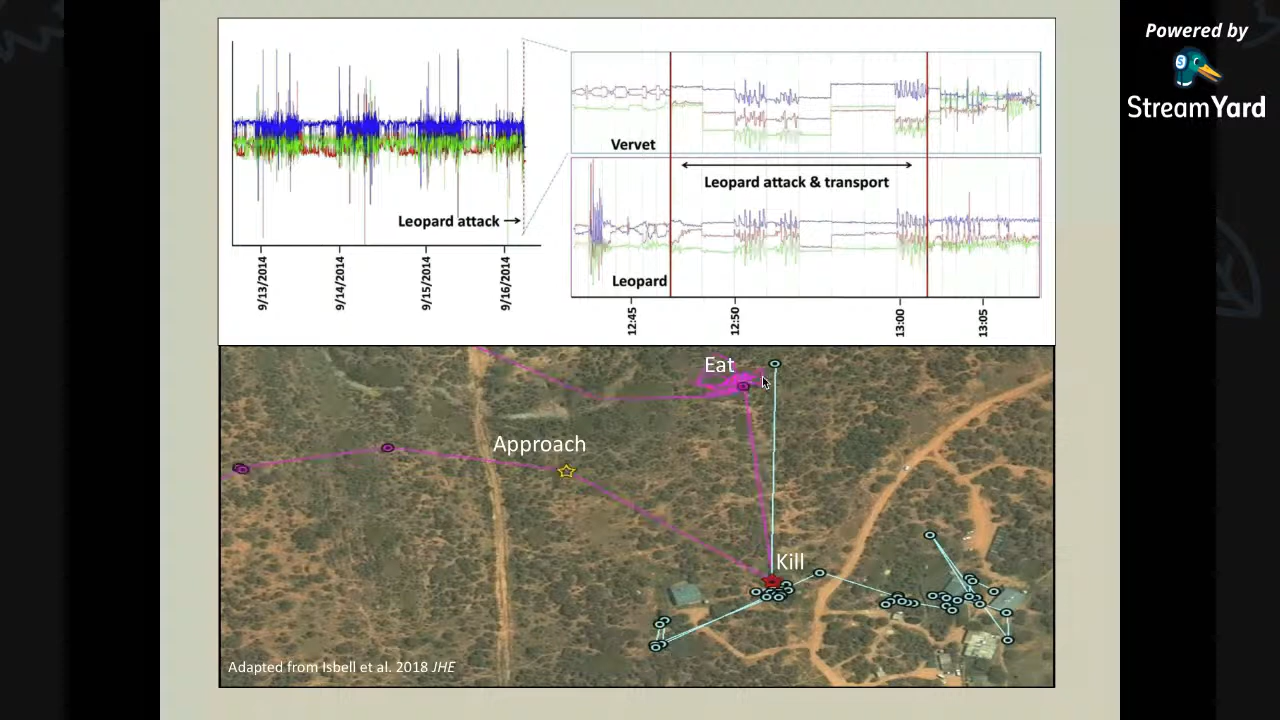 Powered by
StreamYard
Vervet
Leopard attack & transport
Leopard attack
Leopard
9/13/2014
9/14/2014
9/15/2014
9/16/2014
12:45
12:50
13:00
13:05
Eat
Approach
Kill
Adapted from Isbell et al. 2018 JHE